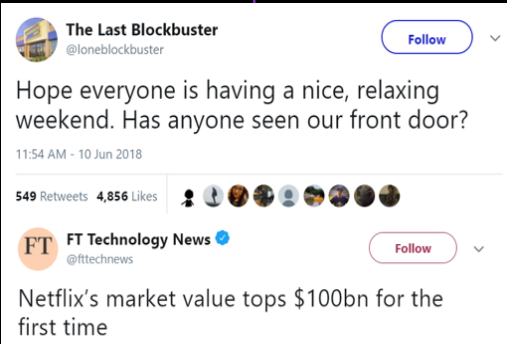 The Last Blockbuster
@loneblockbuster
Follow
Hope everyone is having a nice, relaxing
weekend. Has anyone seen our front door?
11:54 AM - 10 Jun 2018
549 Retweets 4,856 Likes
FT
FT Technology News
@fttechnews
Follow
Netflix's market value tops $100bn for the
first time